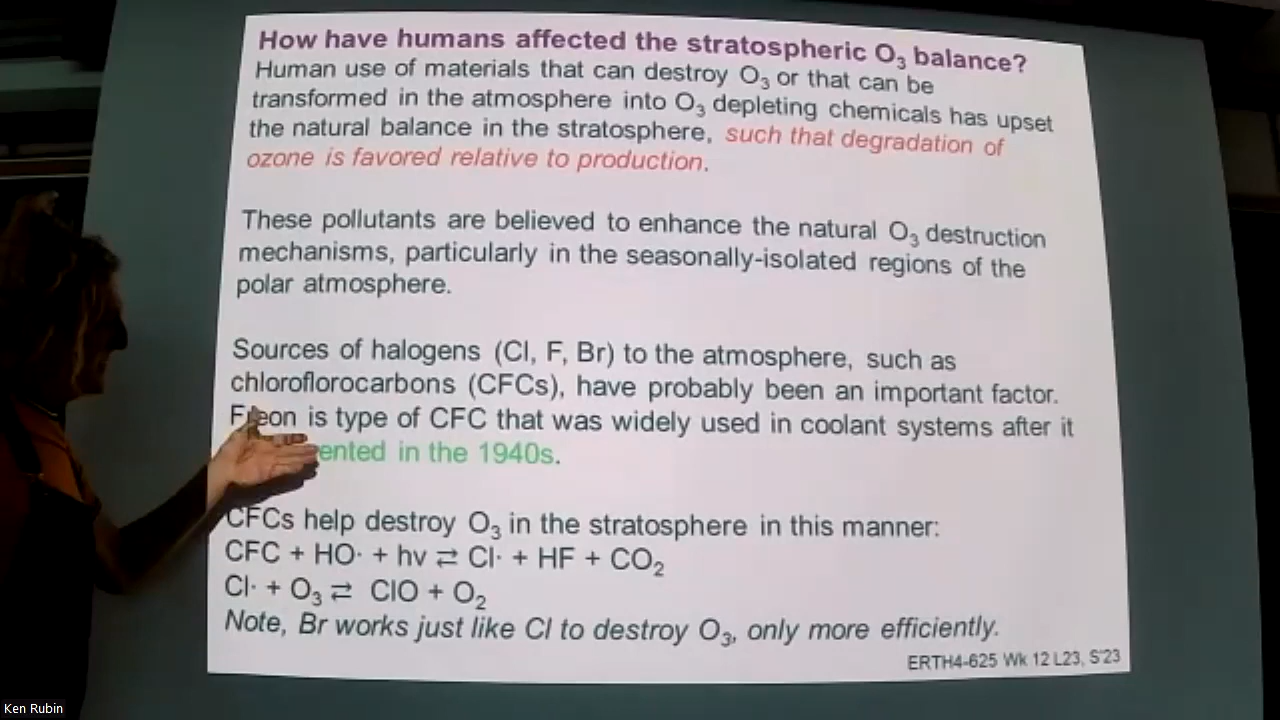 How have humans affected the stratospheric O₃ balance?
Human use of materials that can destroy O₃ or that can be
transformed in the atmosphere into O₃ depleting chemicals has upset
the natural balance in the stratosphere, such that degradation of
ozone is favored relative to production.
These pollutants are believed to enhance the natural O₃ destruction
mechanisms, particularly in the seasonally-isolated regions of the
polar atmosphere.
Sources of halogens (Cl, F, Br) to the atmosphere, such as
chloroflorocarbons (CFCs), have probably been an important factor.
is type of CFC that was widely used in coolant systems after it
in the 1940s.
CFCs help destroy O₃ in the stratosphere in this manner:
CFC + HO· + hv ⇄ Cl· + HF + CO₂
Cl· + O₃ ⇄ ClO + O₂
Note, Br works just like Cl to destroy O₃, only more efficiently.
ERTH4-625 Wk 12 L23, S'23
Ken Rubin